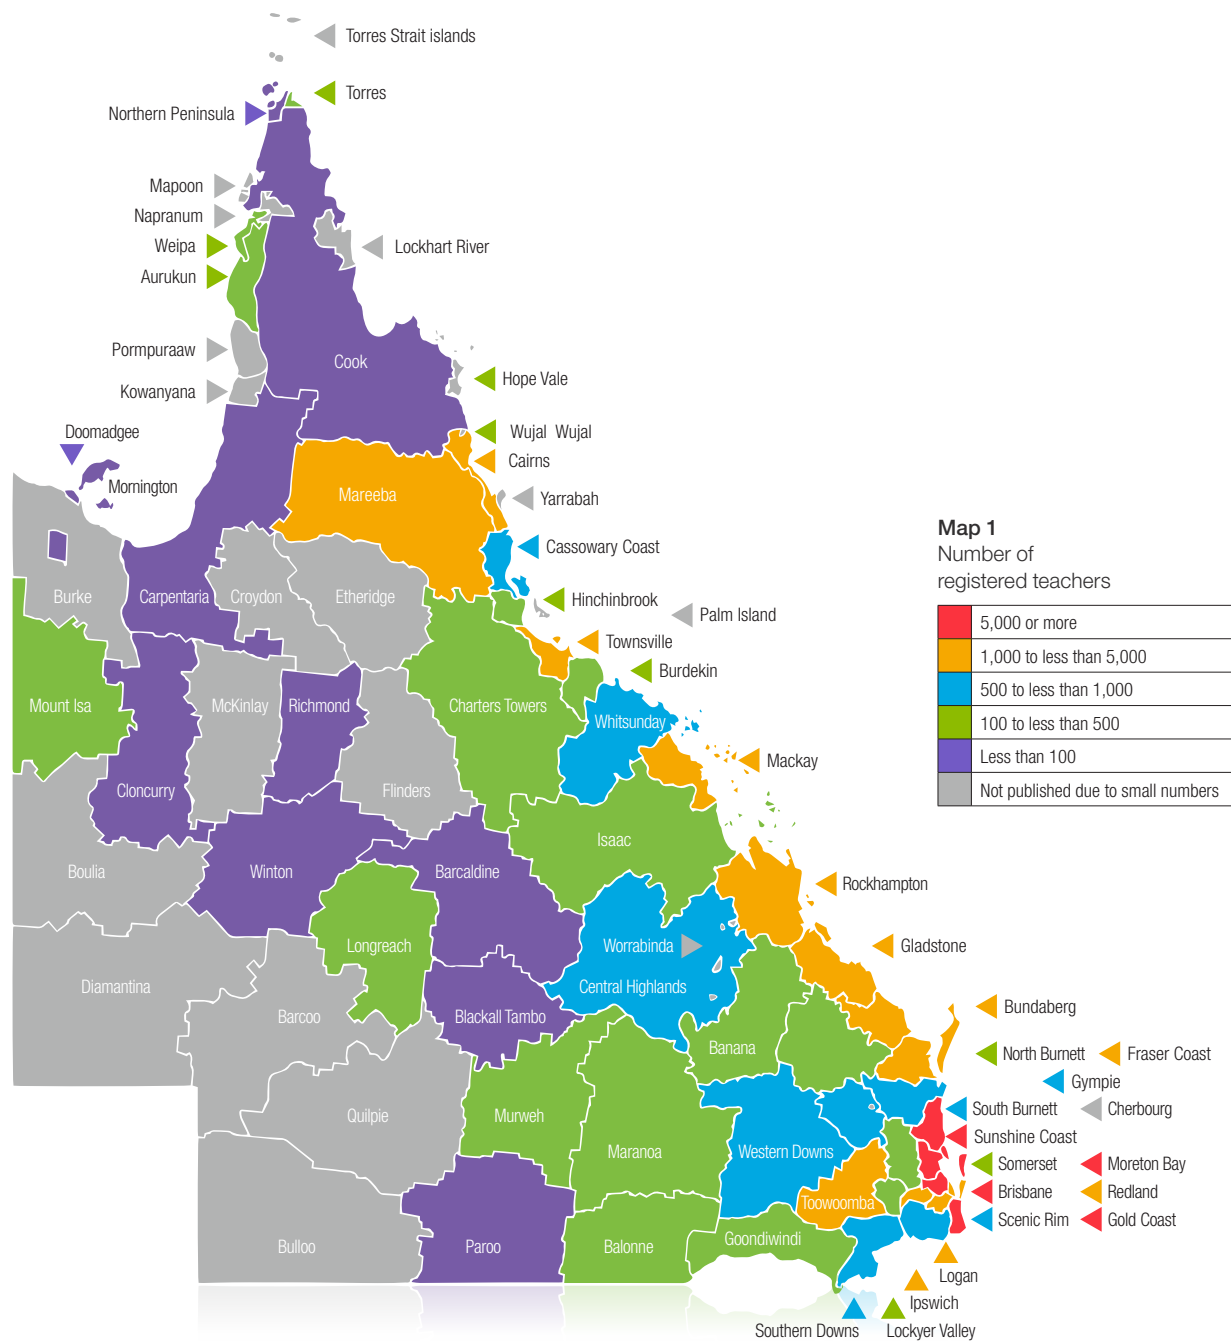 Torres Strait islands
Torres
Northern Peninsula
Mapoon
Napranum
Weipa
Lockhart River
Aurukun
Pormpuraaw
Cook
Hope Vale
Kowanyana
Doomadgee
Wujal Wujal
Cairns
Mornington
Mareeba
Yarrabah
Map 1
Number of
registered teachers
5,000 or more
1,000 to less than 5,000
500 to less than 1,000
100 to less than 500
Less than 100
Not published due to small numbers
Cassowary Coast
Burke
Carpentaria
Croydon
Etheridge
Hinchinbrook
Palm Island
Townsville
Burdekin
Mount Isa
McKinlay
Richmond
Charters Towers
Whitsunday
Mackay
Cloncurry
Flinders
Isaac
Boulia
Winton
Barcaldine
Rockhampton
Longreach
Worrabinda
Gladstone
Diamantina
Central Highlands
Barcoo
Blackall Tambo
Bundaberg
Banana
North Burnett
Fraser Coast
Gympie
Quilpie
Murweh
South Burnett
Cherbourg
Sunshine Coast
Maranoa
Western Downs
Somerset
Moreton Bay
Brisbane
Redland
Toowoomba
Scenic Rim
Gold Coast
Bulloo
Paroo
Balonne
Goondiwindi
Logan
Ipswich
Southern Downs
Lockyer Valley